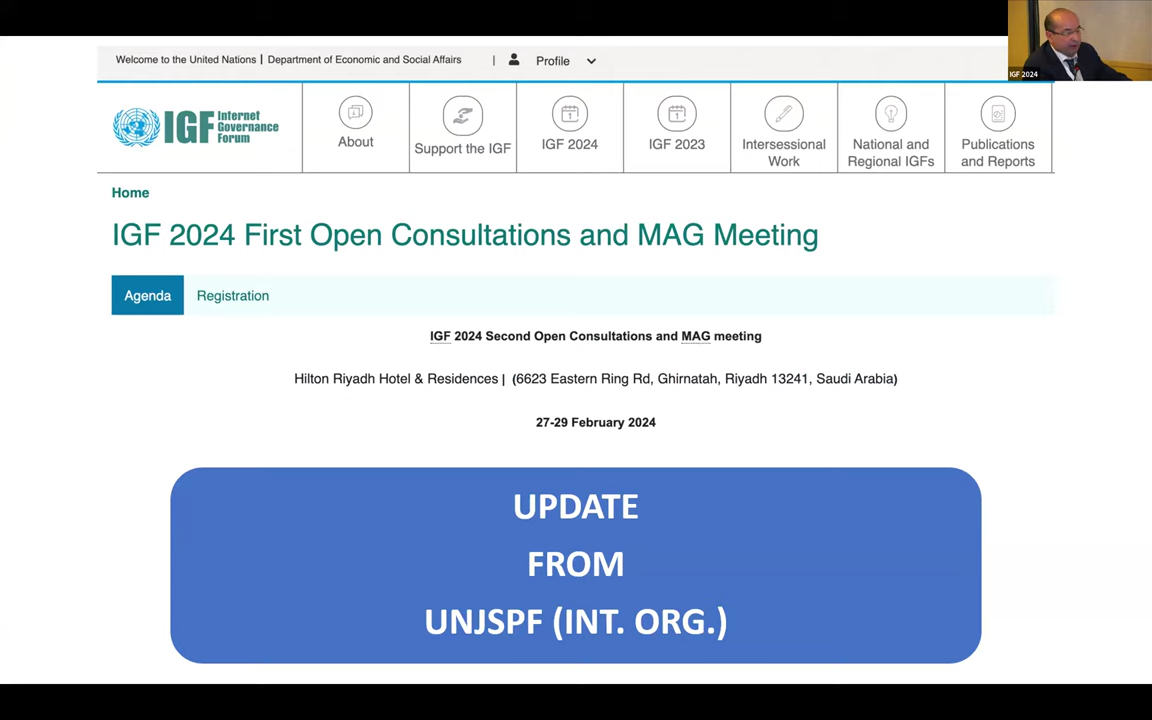 Welcome to the United Nations | Department of Economic and Social Affairs | Profile
IGF 2024
IGF Internet Governance Forum
About
Support the IGF
IGF 2024
IGF 2023
Intersessional Work
National and Regional IGFs
Publications and Reports
Home
IGF 2024 First Open Consultations and MAG Meeting
Agenda Registration
IGF 2024 Second Open Consultations and MAG meeting
Hilton Riyadh Hotel & Residences | (6623 Eastern Ring Rd, Ghirnatah, Riyadh 13241, Saudi Arabia)
27-29 February 2024
UPDATE
FROM
UNJSPF (INT. ORG.)